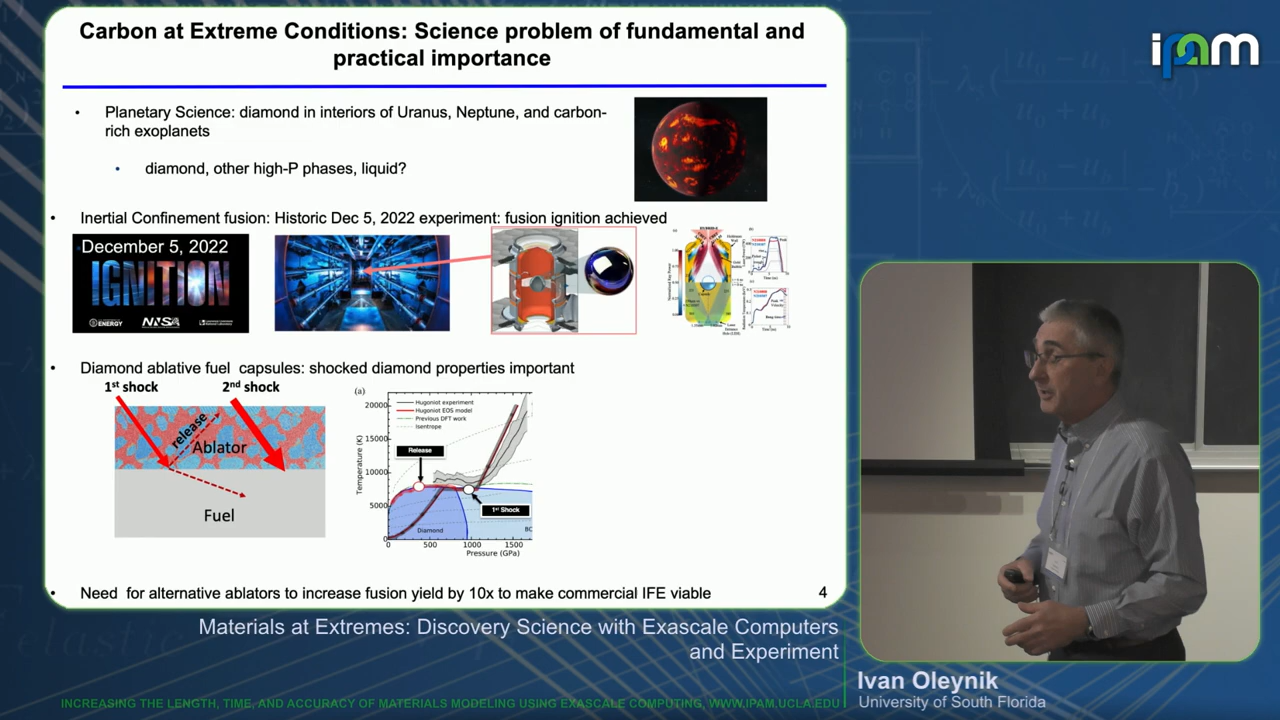 Carbon at Extreme Conditions: Science problem of fundamental and
practical importance
• Planetary Science: diamond in interiors of Uranus, Neptune, and carbon-
rich exoplanets
• diamond, other high-P phases, liquid?
• Inertial Confinement fusion: Historic Dec 5, 2022 experiment: fusion ignition achieved
December 5, 2022
IGNITION
ENERGY
NNSA
• Diamond ablative fuel capsules: shocked diamond properties important
1st shock
2nd shock
release
Ablator
Fuel
(a)
Hugoniot experiment
Hugoniot EOS model
Previous DFT work
Isentrope
Release
1st Shock
Diamond
BC
Temperature (K)
20000
15000
10000
5000
0
0 500 1000 1500
Pressure (GPa)
• Need for alternative ablators to increase fusion yield by 10x to make commercial IFE viable
4
ipam
Materials at Extremes: Discovery Science with Exascale Computers
and Experiment
Ivan Oleynik
University of South Florida
INCREASING THE LENGTH, TIME, AND ACCURACY OF MATERIALS MODELING USING EXASCALE COMPUTING, WWW.IPAM.UCLA.EDU